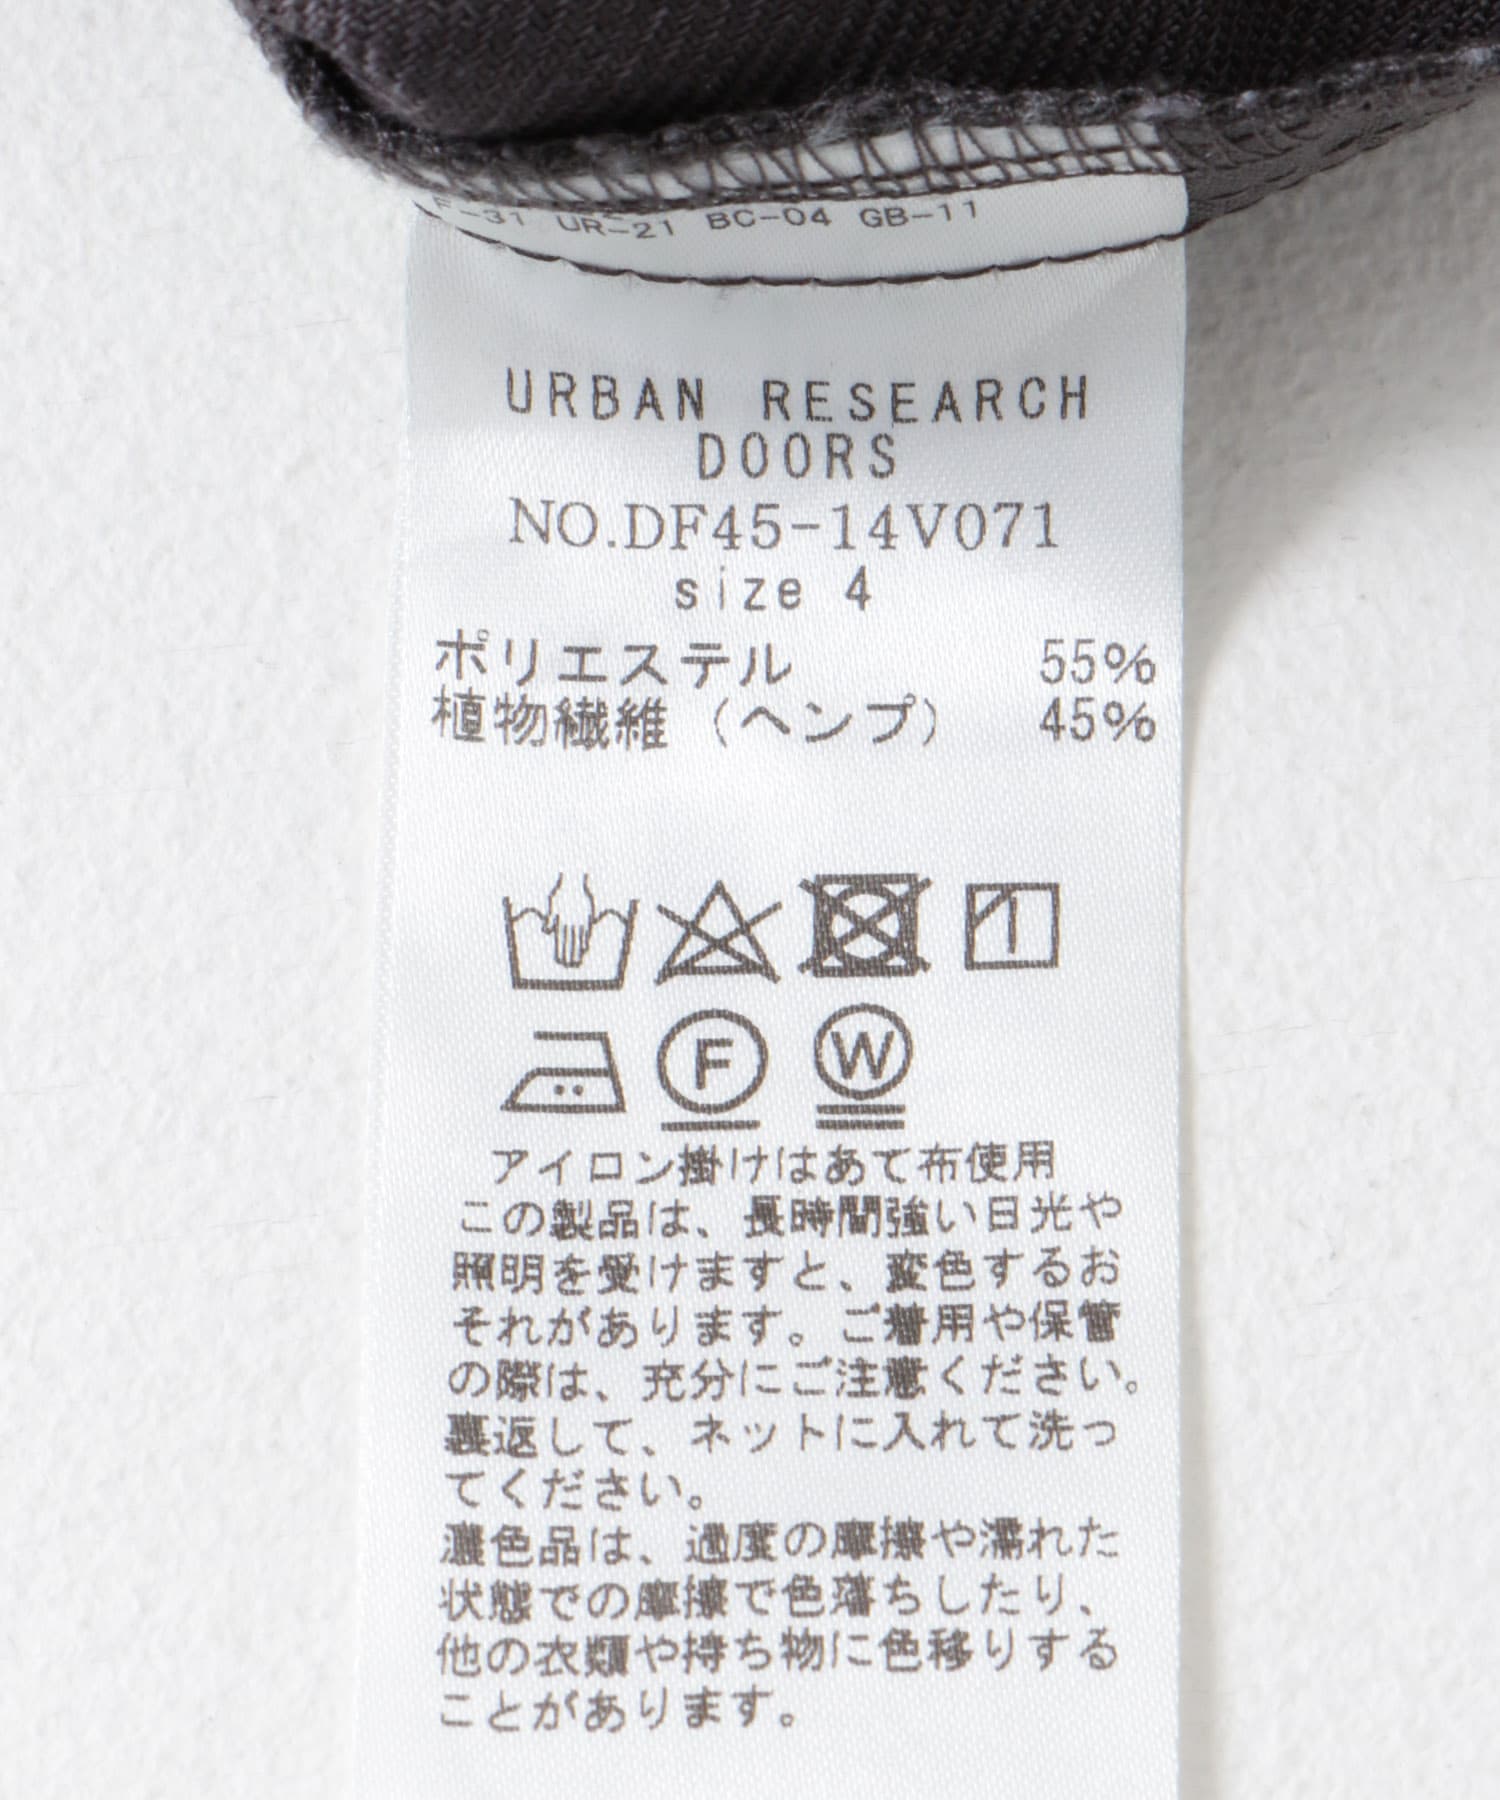 -31 UR-21 BC-04 GB-11
URBAN RESEARCH
DOORS
NO.DF45-14V071
size 4
ポリエステル 55%
植物繊維（ヘンプ） 45%
F W
アイロン掛けはあて布使用
この製品は、長時間強い日光や
照明を受けますと、変色するお
それがあります。ご着用や保管
の際は、充分にご注意ください。
裏返して、ネットに入れて洗っ
てください。
濃色品は、過度の摩擦や濡れた
状態での摩擦で色落ちしたり、
他の衣類や持ち物に色移りする
ことがあります。